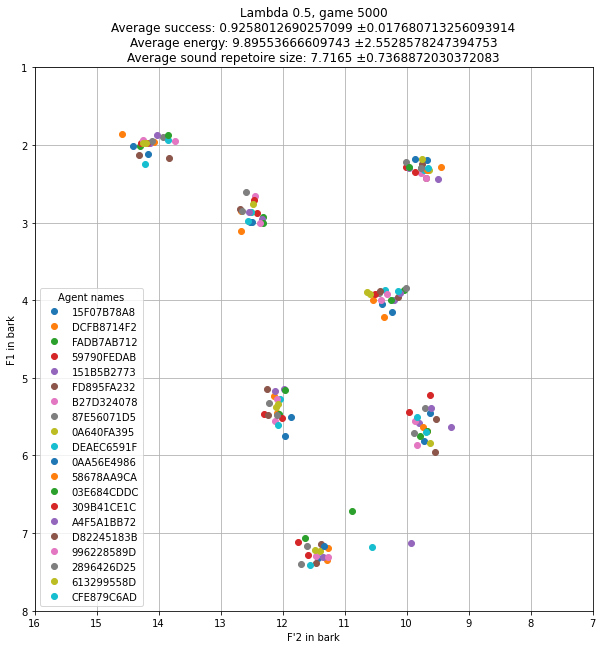 Lambda 0.5, game 5000
Average success: 0.9258012690257099 ±0.017680713256093914
Average energy: 9.89553666609743 ±2.5528578247394753
Average sound repetoire size: 7.7165 ±0.7368872030372083
1
2
3
4
5
6
7
8
F1 in bark
Agent names
15F07B78A8
DCFB8714F2
FADB7AB712
59790FEDAB
151B5B2773
FD895FA232
B27D324078
87E56071D5
0A640FA395
DEAEC6591F
0AA56E4986
58678AA9CA
03E684CDDC
309B41CE1C
A4F5A1BB72
D82245183B
996228589D
2896426D25
613299558D
CFE879C6AD
16 15 14 13 12 11 10 9 8 7
F'2 in bark